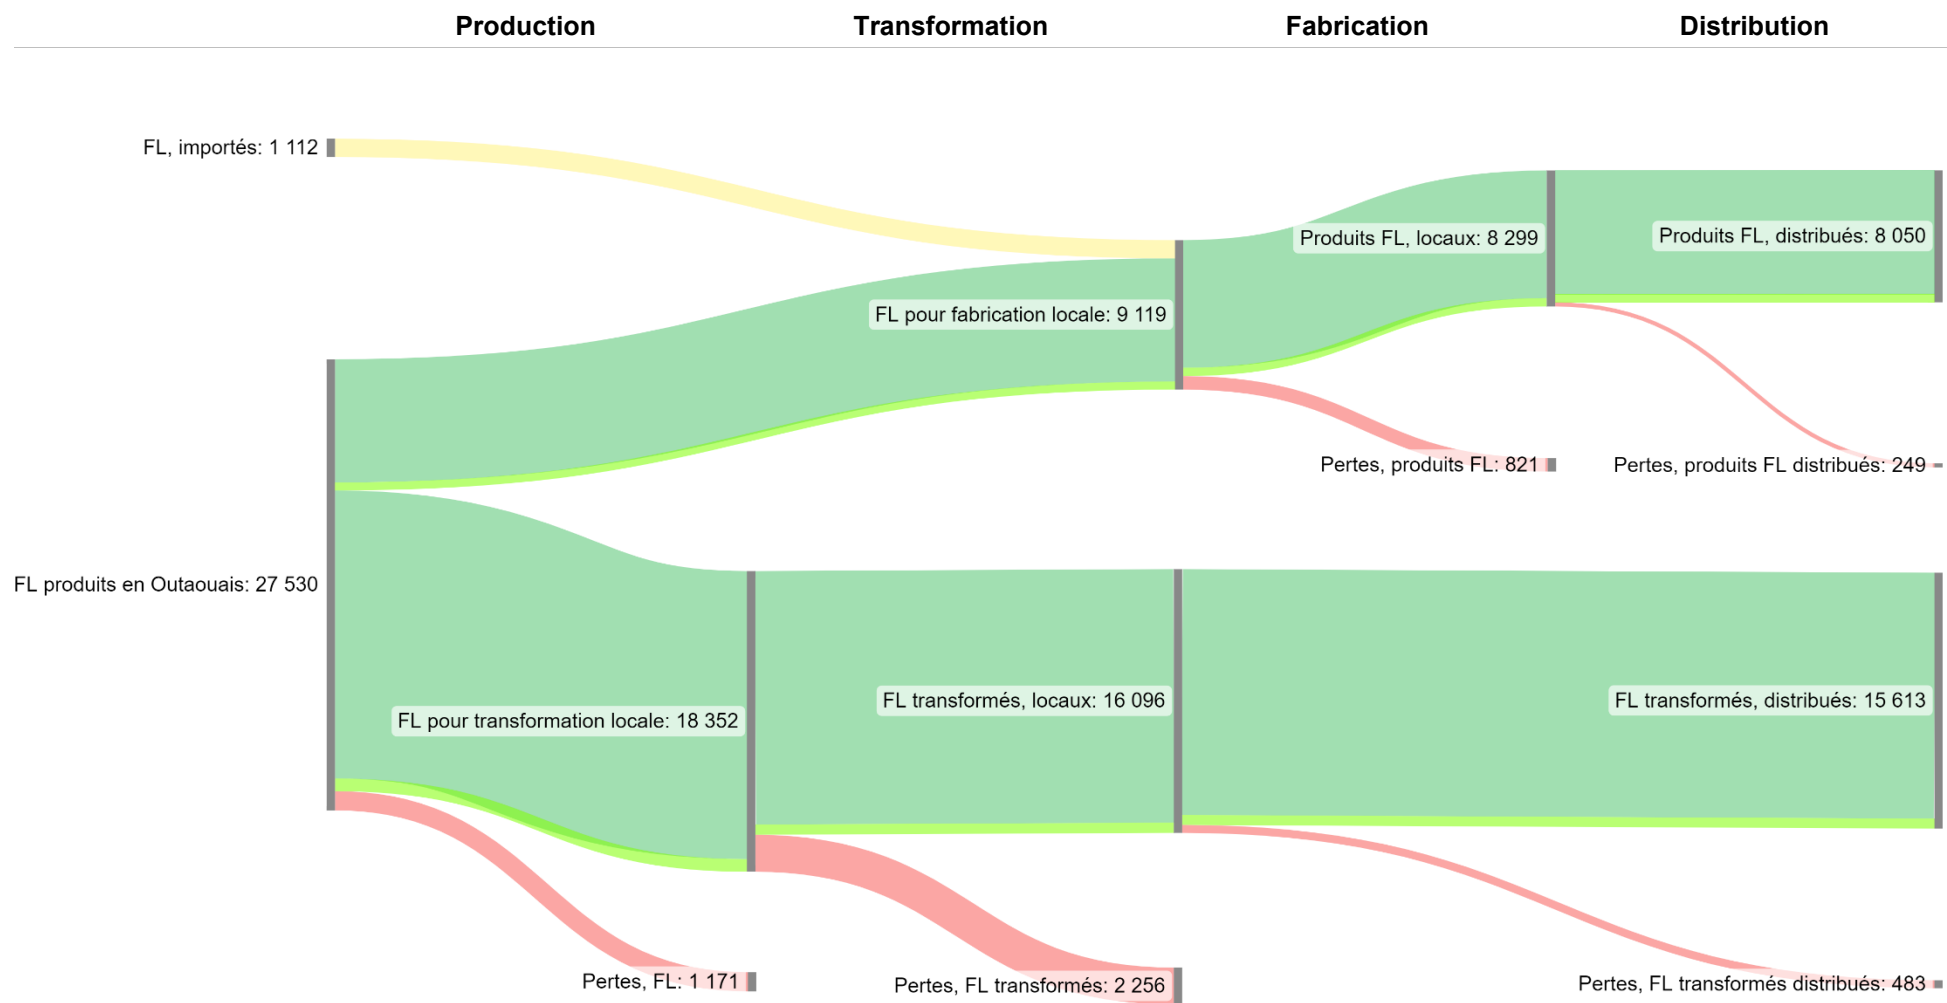 Production Transformation Fabrication Distribution
FL, importés: 1 112
Produits FL, locaux: 8 299
Produits FL, distribués: 8 050
FL pour fabrication locale: 9 119
Pertes, produits FL: 821
Pertes, produits FL distribués: 249
FL produits en Outaouais: 27 530
FL pour transformation locale: 18 352
FL transformés, locaux: 16 096
FL transformés, distribués: 15 613
Pertes, FL: 1 171
Pertes, FL transformés: 2 256
Pertes, FL transformés distribués: 483